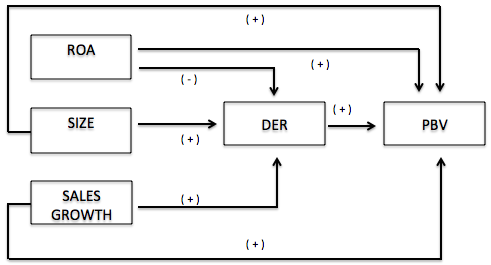 ( + )
ROA
( + )
( - )
SIZE
( + )
DER
( + )
PBV
SALES
GROWTH
( + )
( + )